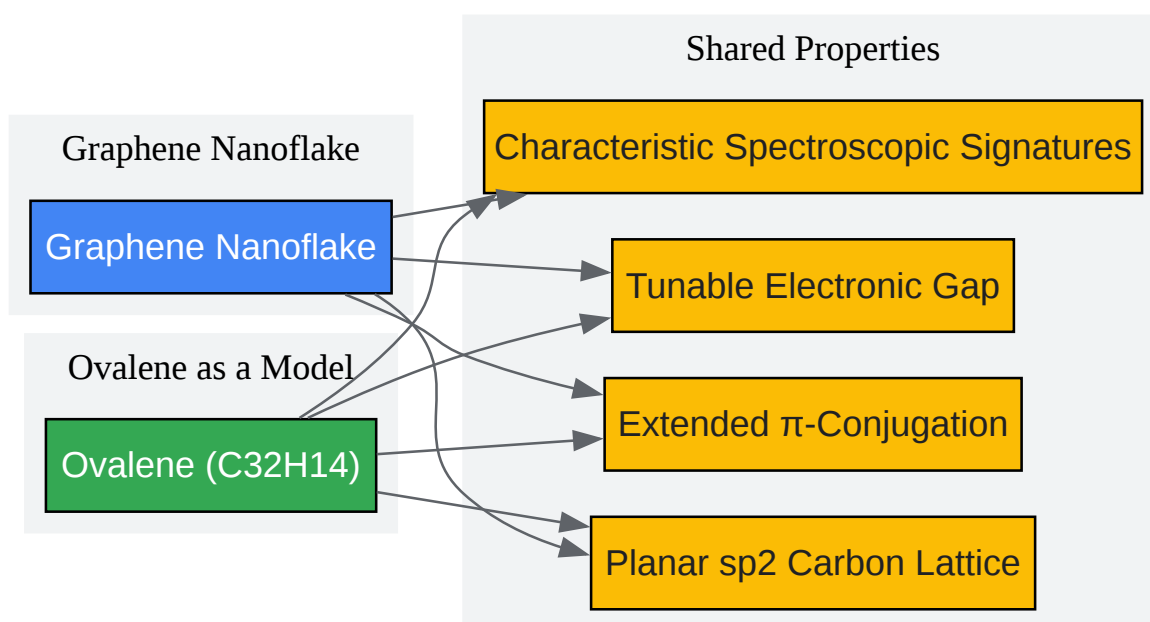 Graphene Nanoflake
Graphene Nanoflake
Ovalene as a Model
Ovalene (C32H14)
Shared Properties
Characteristic Spectroscopic Signatures
Tunable Electronic Gap
Extended π-Conjugation
Planar sp2 Carbon Lattice